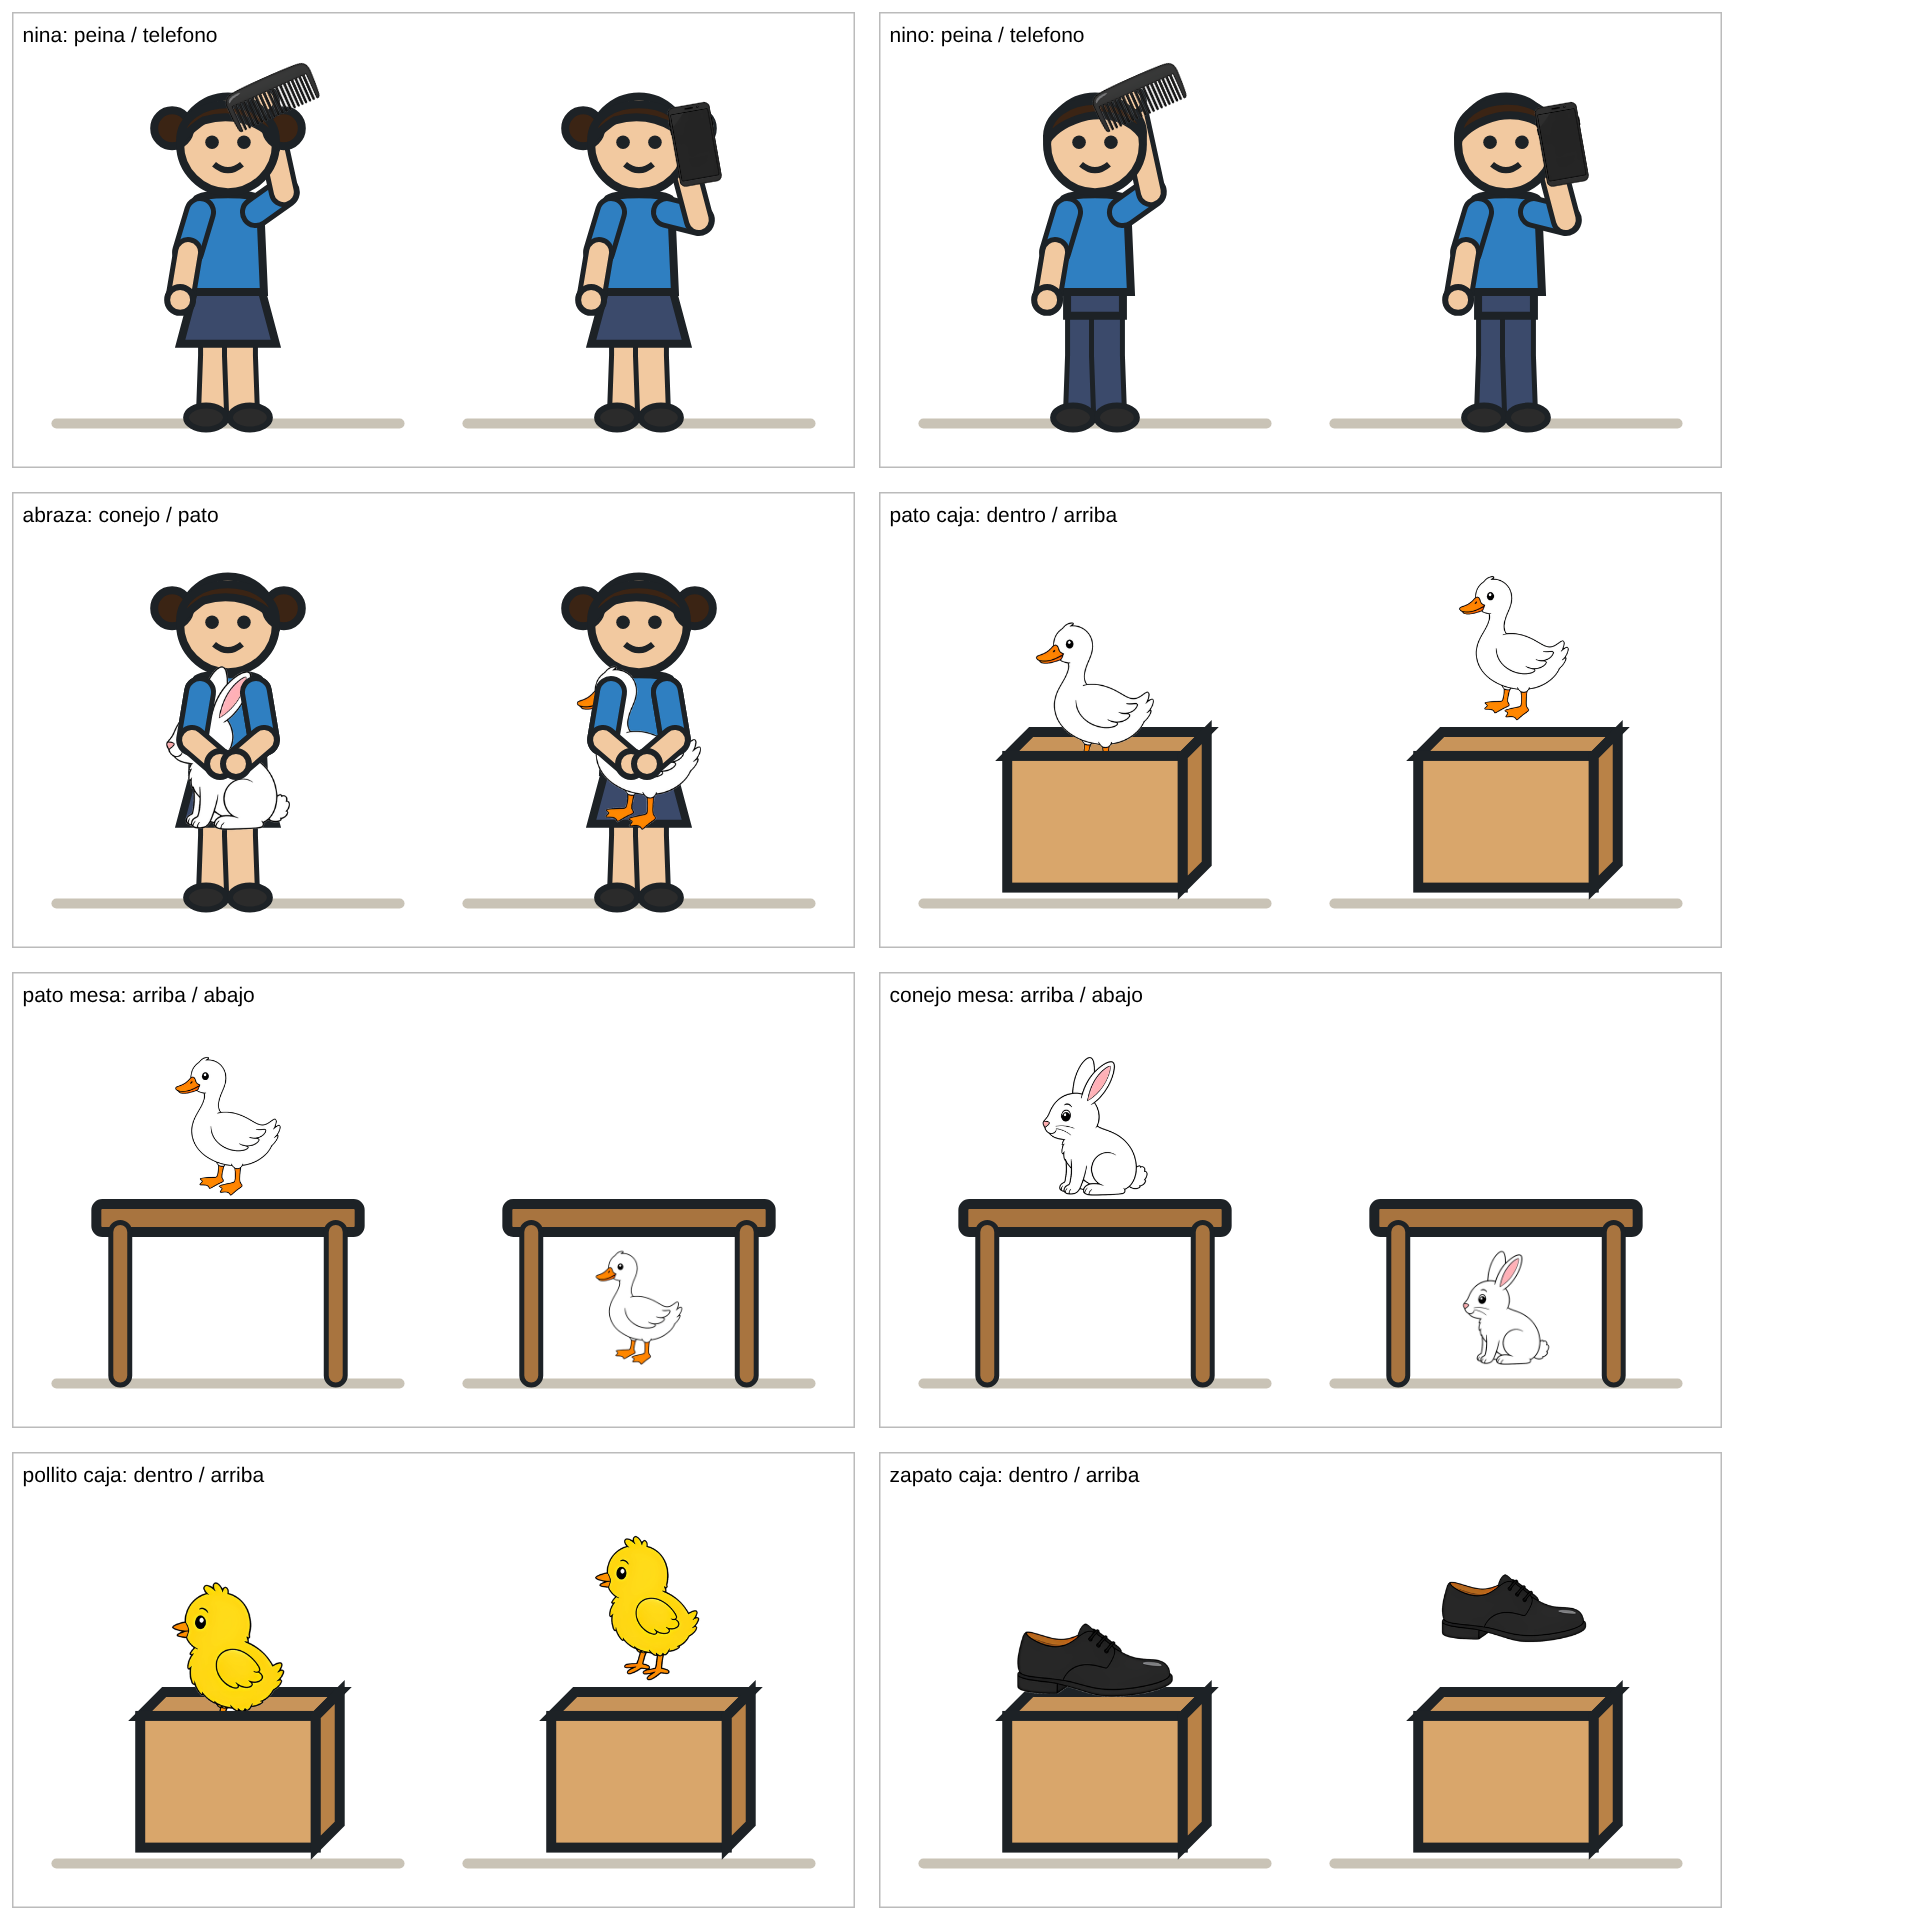 nina: peina / telefono
nino: peina / telefono
abraza: conejo / pato
pato caja: dentro / arriba
pato mesa: arriba / abajo
conejo mesa: arriba / abajo
pollito caja: dentro / arriba
zapato caja: dentro / arriba